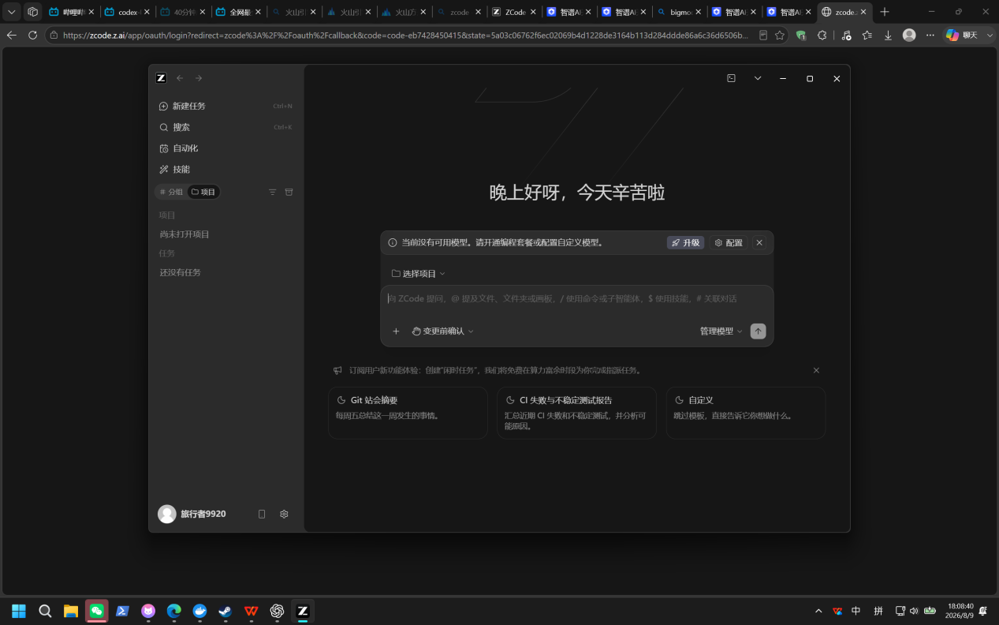 哔哩哔
codex-
40分钟
全网最
火山引
火山引
火山方
zcode
ZCode
智谱AI
智谱AI
bigmo
智谱AI
智谱AI
zcode.
https://zcode.z.ai/app/oauth/login?redirect=zcode%3A%2F%2Foauth%2Fcallback&code=code-eb7428450415&state=5a03c06762f6ec02069b4d1228de3164b113d284ddde86a6c36d6506b...
聊天
新建任务 Ctrl+N
搜索 Ctrl+K
自动化
技能
# 分组 项目
项目
尚未打开项目
任务
还没有任务
旅行者9920
晚上好呀，今天辛苦啦
当前没有可用模型。请开通编程套餐或配置自定义模型。 升级 配置
选择项目
向 ZCode 提问，@ 提及文件、文件夹或画板，/ 使用命令或子智能体，$ 使用技能，# 关联对话
变更前确认 管理模型
订阅用户新功能体验：创建"闲时任务"，我们将免费在算力富余时段为你完成指派任务。
Git 站会摘要
每周五总结这一周发生的事情。
CI 失败与不稳定测试报告
汇总近期 CI 失败和不稳定测试，并分析可
能原因。
自定义
跳过模板，直接告诉它你想做什么。
中 拼
18:08:40
2026/8/9